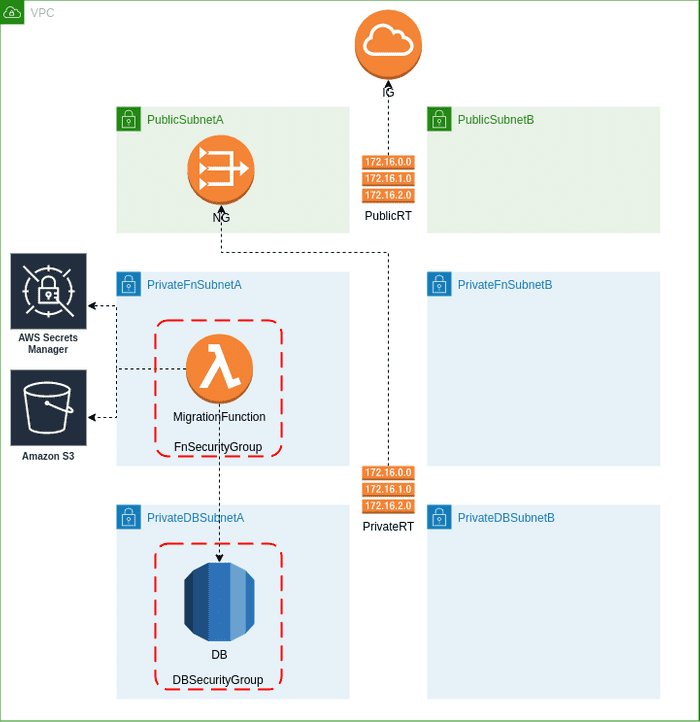 VPC
IG
PublicSubnetA
PublicSubnetB
172.16.0.0
172.16.1.0
172.16.2.0
PublicRT
NG
PrivateFnSubnetA
PrivateFnSubnetB
AWS Secrets
Manager
MigrationFunction
FnSecurityGroup
Amazon S3
172.16.0.0
172.16.1.0
172.16.2.0
PrivateRT
PrivateDBSubnetA
PrivateDBSubnetB
DB
DBSecurityGroup